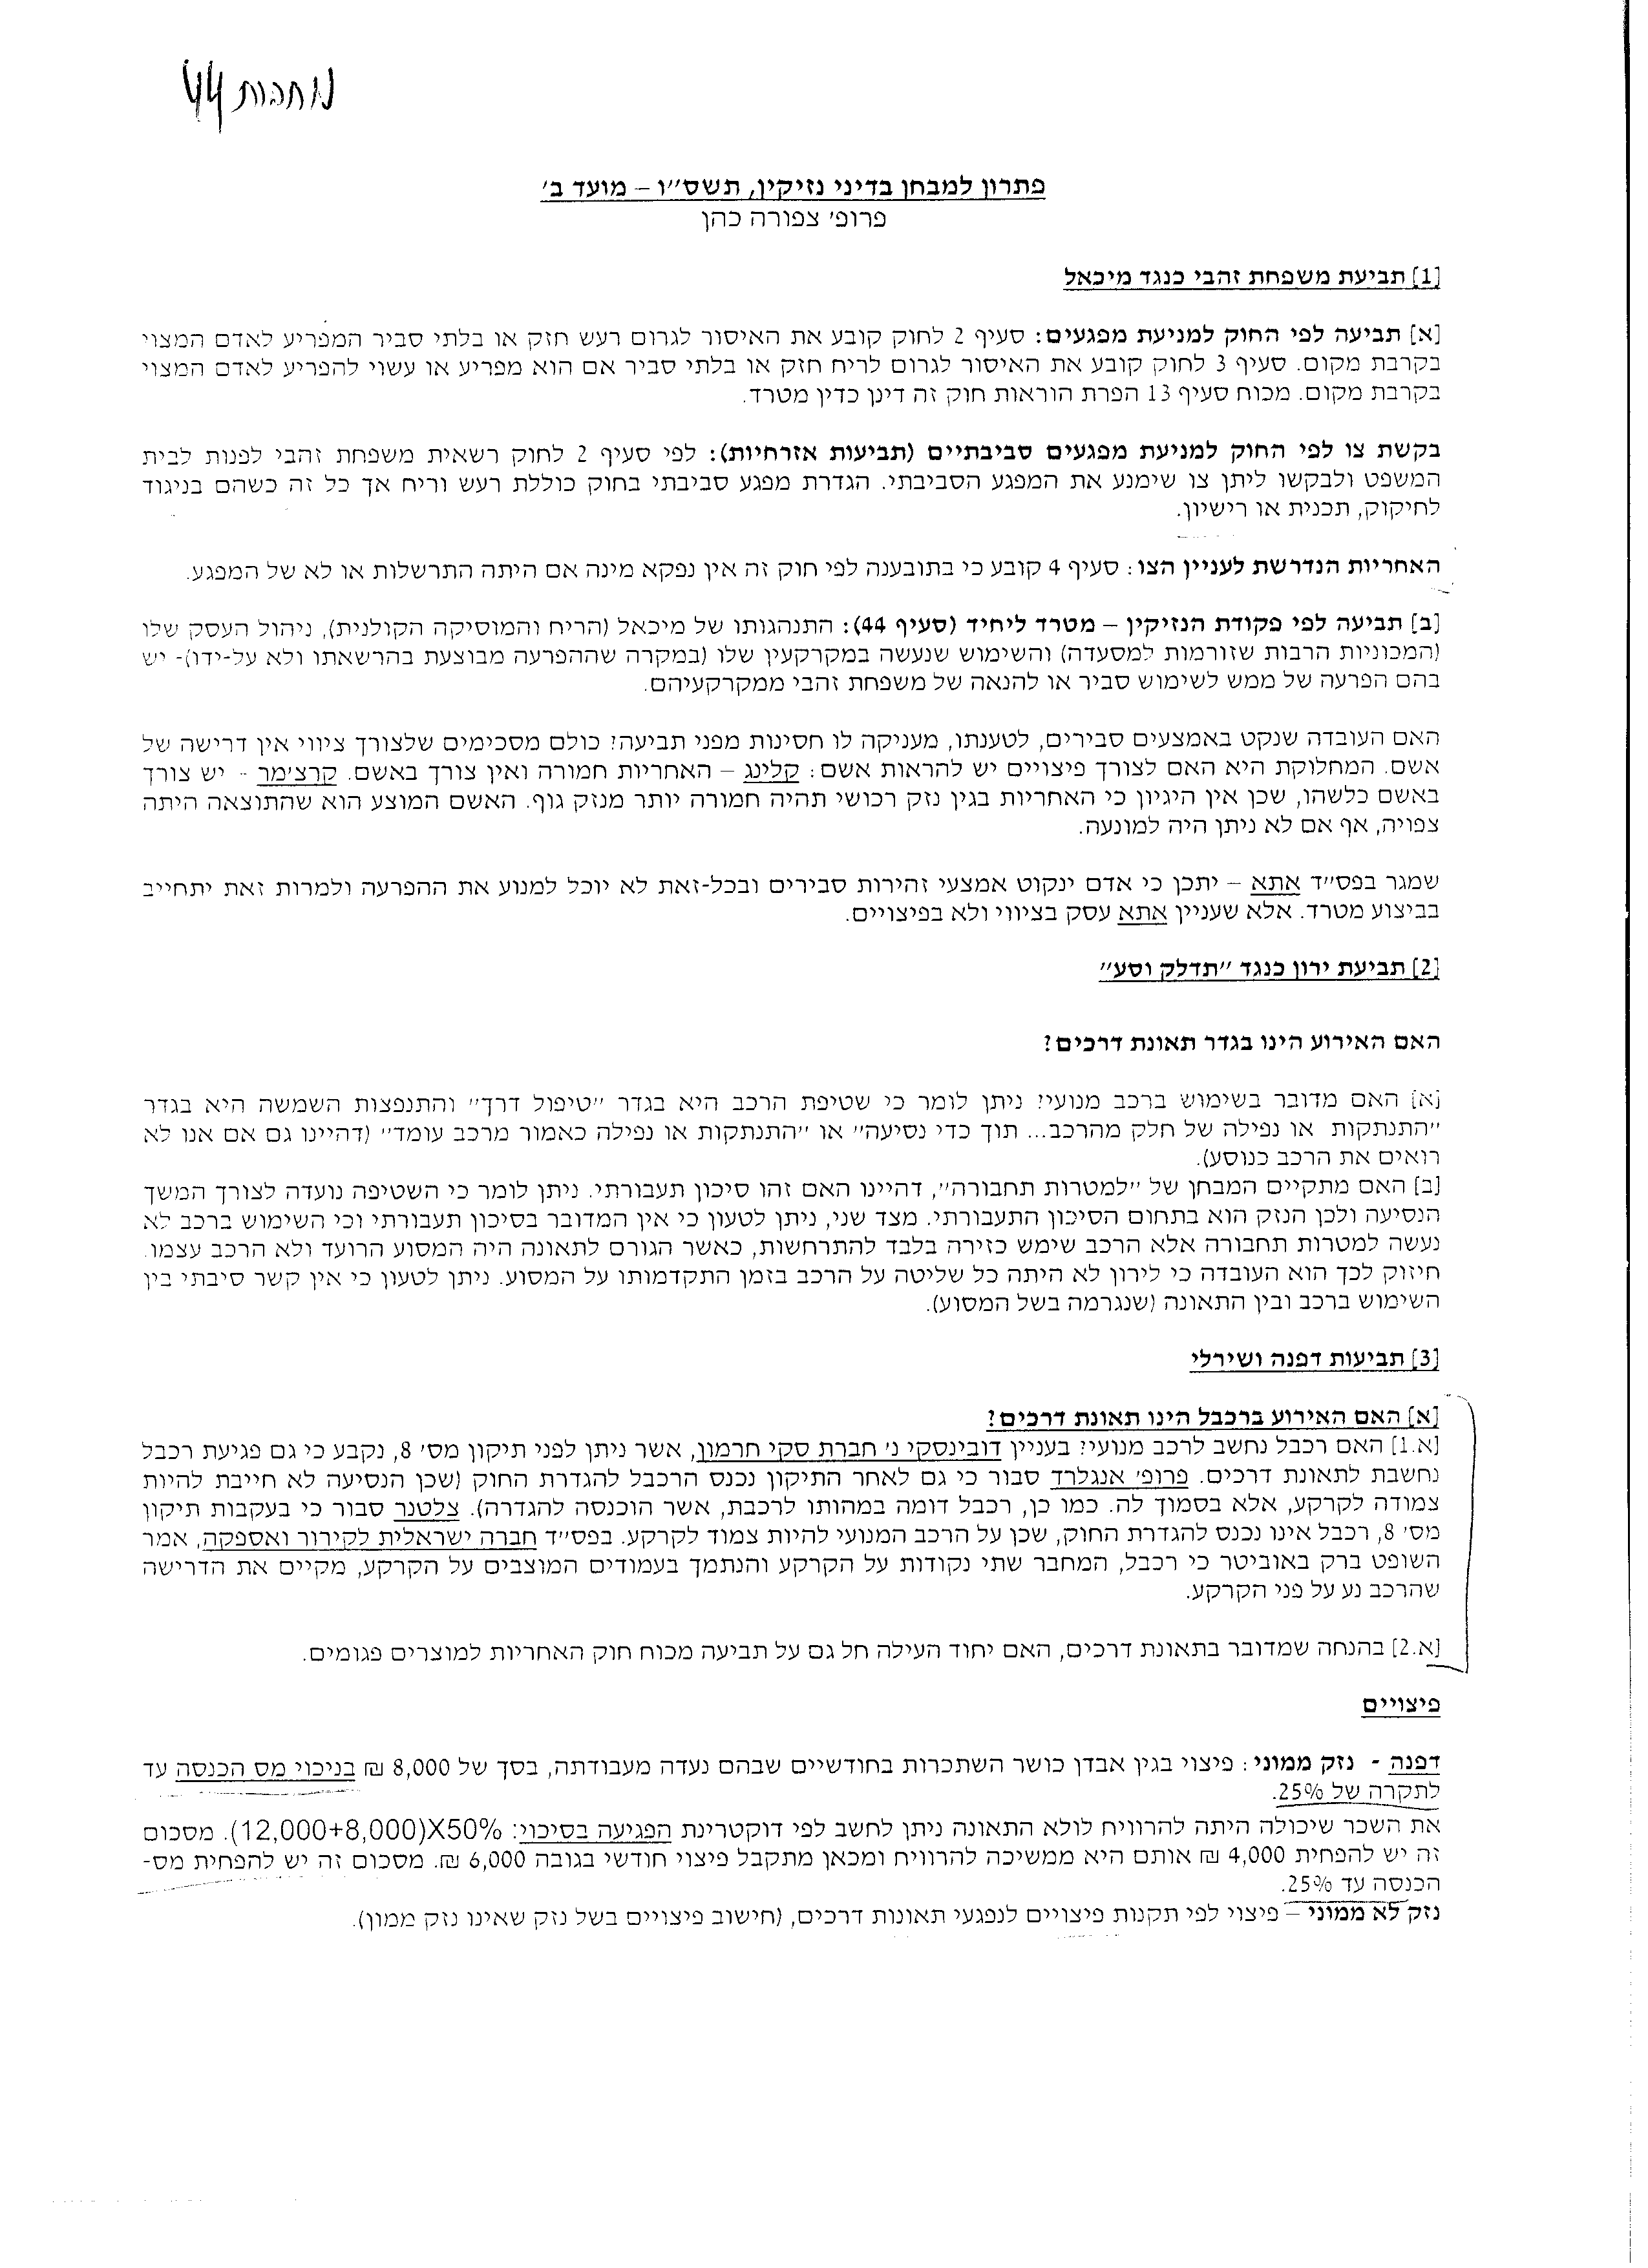 פתרון למבחן בדיני נזיקין, תשס״ו – מועד ב׳
פרופ׳ צפורה כהן
[1] תביעת משפחת זהבי כנגד מיכאל
[א] תביעה לפי החוק למניעת מפגעים: סעיף 2 לחוק קובע את האיסור לגרום רעש חזק או בלתי סביר המפריע לאדם המצוי
בקרבת מקום. סעיף 3 לחוק קובע את האיסור לגרום לריח חזק או בלתי סביר אם הוא מפריע או עשוי להפריע לאדם המצוי
בקרבת מקום. מכוח סעיף 13 הפרת הוראות חוק זה דינן כדין מטרד.
בקשת צו לפי החוק למניעת מפגעים סביבתיים (תביעות אזרחיות): לפי סעיף 2 לחוק רשאית משפחת זהבי לפנות לבית
המשפט ולבקשו ליתן צו שימנע את המפגע הסביבתי. הגדרת מפגע סביבתי בחוק כוללת רעש וריח אך כל זה כשהם בניגוד
לחיקוק, תכנית או רישיון.
האחריות הנדרשת לעניין הצו: סעיף 4 קובע כי בתובענה לפי חוק זה אין נפקא מינה אם היתה התרשלות או לא של המפגע.
[ב] תביעה לפי פקודת הנזיקין – מטרד ליחיד (סעיף 44): התנהגותו של מיכאל (הריח והמוסיקה הקולנית), ניהול העסק שלו
(המכוניות הרבות שזורמות למסעדה) והשימוש שנעשה במקרקעין שלו (במקרה שההפרעה מבוצעת בהרשאתו ולא על-ידו)- יש
בהם הפרעה של ממש לשימוש סביר או להנאה של משפחת זהבי ממקרקעיהם.
האם העובדה שנקט באמצעים סבירים, לטענתו, מעניקה לו חסינות מפני תביעה? כולם מסכימים שלצורך ציווי אין דרישה של
אשם. המחלוקת היא האם לצורך פיצויים יש להראות אשם: קלינג – האחריות חמורה ואין צורך באשם. קרצ׳מר - יש צורך
באשם כלשהו, שכן אין היגיון כי האחריות בגין נזק רכושי תהיה חמורה יותר מנזק גוף. האשם המוצע הוא שהתוצאה היתה
צפויה, אף אם לא ניתן היה למונעה.
שמגר בפס״ד אתא – יתכן כי אדם ינקוט אמצעי זהירות סבירים ובכל-זאת לא יוכל למנוע את ההפרעה ולמרות זאת יתחייב
בביצוע מטרד. אלא שעניין אתא עסק בציווי ולא בפיצויים.
[2] תביעת ירון כנגד ״תדלק וסע״
האם האירוע הינו בגדר תאונת דרכים?
[א] האם מדובר בשימוש ברכב מנועי? ניתן לומר כי שטיפת הרכב היא בגדר ״טיפול דרך״ והתנפצות השמשה היא בגדר
״התנתקות או נפילה של חלק מהרכב... תוך כדי נסיעה״ או ״התנתקות או נפילה כאמור מרכב עומד״ (דהיינו גם אם אנו לא
רואים את הרכב כנוסע).
[ב] האם מתקיים המבחן של ״למטרות תחבורה״, דהיינו האם זהו סיכון תעבורתי. ניתן לומר כי השטיפה נועדה לצורך המשך
הנסיעה ולכן הנזק הוא בתחום הסיכון התעבורתי. מצד שני, ניתן לטעון כי אין המדובר בסיכון תעבורתי וכי השימוש ברכב לא
נעשה למטרות תחבורה אלא הרכב שימש כזירה בלבד להתרחשות, כאשר הגורם לתאונה היה המסוע הרועד ולא הרכב עצמו.
חיזוק לכך הוא העובדה כי לירון לא היתה כל שליטה על הרכב בזמן התקדמותו על המסוע. ניתן לטעון כי אין קשר סיבתי בין
השימוש ברכב ובין התאונה (שנגרמה בשל המסוע).
[3] תביעות דפנה ושירלי
[א] האם האירוע ברכבל הינו תאונת דרכים?
[א.1] האם רכבל נחשב לרכב מנועי? בעניין דובינסקי נ׳ חברת סקי חרמון, אשר ניתן לפני תיקון מס׳ 8, נקבע כי גם פגיעת רכבל
נחשבת לתאונת דרכים. פרופ׳ אנגלרד סבור כי גם לאחר התיקון נכנס הרכבל להגדרת החוק (שכן הנסיעה לא חייבת להיות
צמודה לקרקע, אלא בסמוך לה. כמו כן, רכבל דומה במהותו לרכבת, אשר הוכנסה להגדרה). צלטנר סבור כי בעקבות תיקון
מס׳ 8, רכבל אינו נכנס להגדרת החוק, שכן על הרכב המנועי להיות צמוד לקרקע. בפס״ד חברה ישראלית לקירור ואספקה, אמר
השופט ברק באוביטר כי רכבל, המחבר שתי נקודות על הקרקע והנתמך בעמודים המוצבים על הקרקע, מקיים את הדרישה
שהרכב נע על פני הקרקע.
[א.2] בהנחה שמדובר בתאונת דרכים, האם יחוד העילה חל גם על תביעה מכוח חוק האחריות למוצרים פגומים.
פיצויים
דפנה - נזק ממוני: פיצוי בגין אבדן כושר השתכרות בחודשיים שבהם נעדה מעבודתה, בסך של 8,000 ₪ בניכוי מס הכנסה עד
לתקרה של 25%.
את השכר שיכולה היתה להרוויח לולא התאונה ניתן לחשב לפי דוקטרינת הפגיעה בסיכוי: 50%X(12,000+8,000). מסכום
זה יש להפחית 4,000 ₪ אותם היא ממשיכה להרוויח ומכאן מתקבל פיצוי חודשי בגובה 6,000 ₪. מסכום זה יש להפחית מס-
הכנסה עד 25%.
נזק לא ממוני – פיצוי לפי תקנות פיצויים לנפגעי תאונות דרכים, (חישוב פיצויים בשל נזק שאינו נזק ממון).